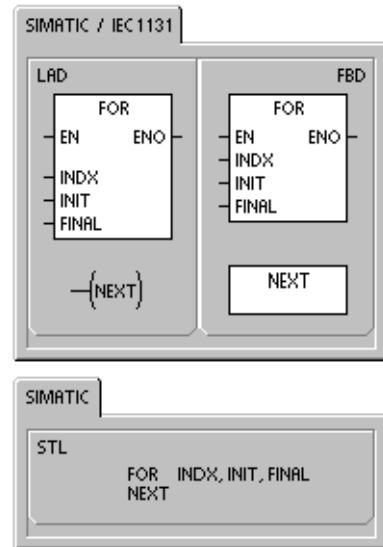 SIMATIC / IEC1131
LAD
FOR
EN ENO
INDX
INIT
FINAL
NEXT
FBD
FOR
EN ENO
INDX
INIT
FINAL
NEXT
SIMATIC
STL
FOR INDX, INIT, FINAL
NEXT